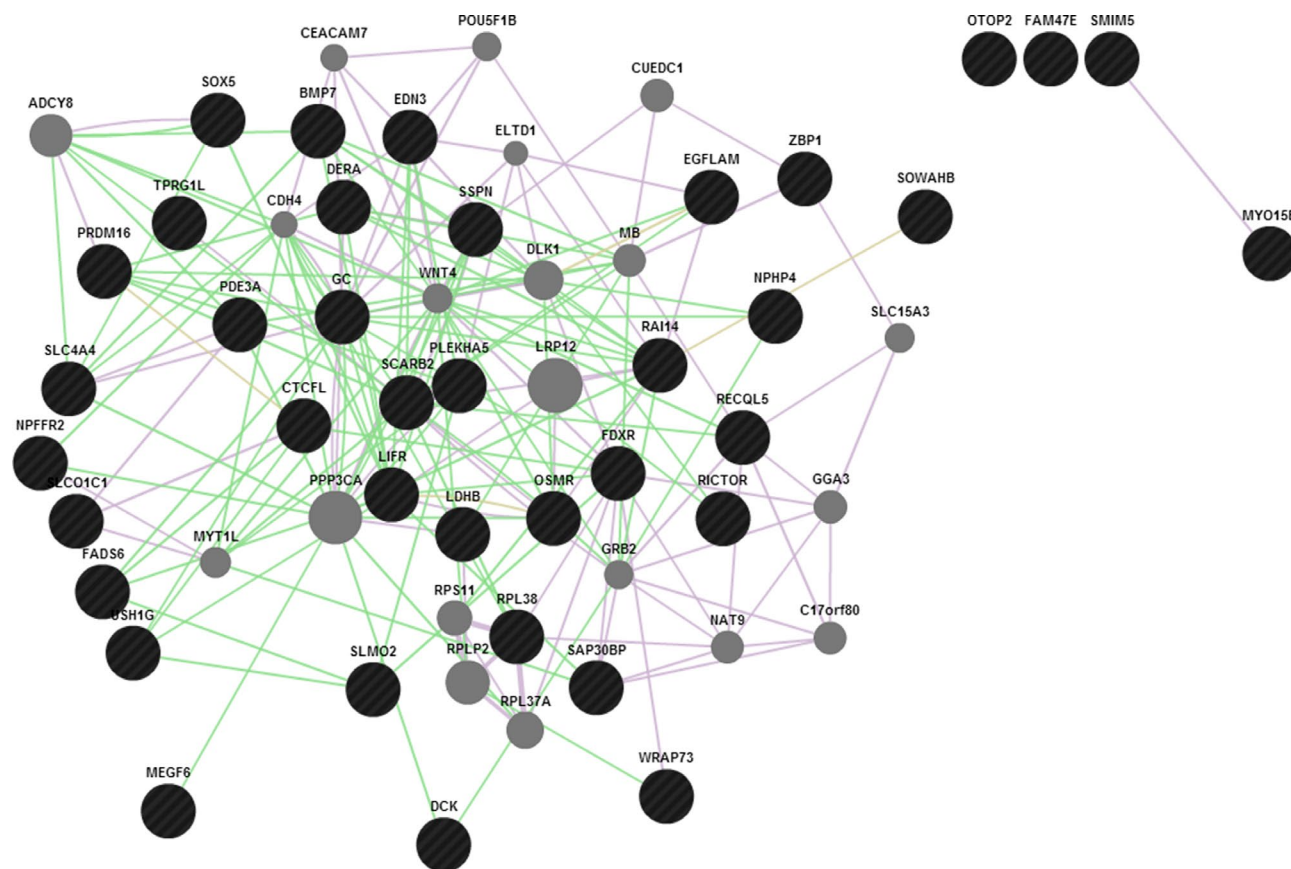 POU5F1B
OTOP2
FAM47E
SMIM5
CEACAM7
CUEDC1
SOX5
BMP7
EDN3
ADCY8
ELTD1
ZBP1
EGFLAM
DERA
SSPN
SOWAHB
TPRG1L
CDH4
MYO15B
PRDM16
MB
DLK1
WNT4
GC
NPHP4
PDE3A
SLC15A3
RAI14
SLC4A4
SCARB2
PLEKHA5
LRP12
CTCFL
RECQL5
NPFFR2
FDXR
LIFR
PPP3CA
SLCO1C1
LDHB
OSMR
RICTOR
GGA3
MYT1L
FADS6
GRB2
RPS11
RPL38
USH1G
NAT9
C17orf80
SLMO2
RPLP2
SAP30BP
RPL37A
WRAP73
MEGF6
DCK